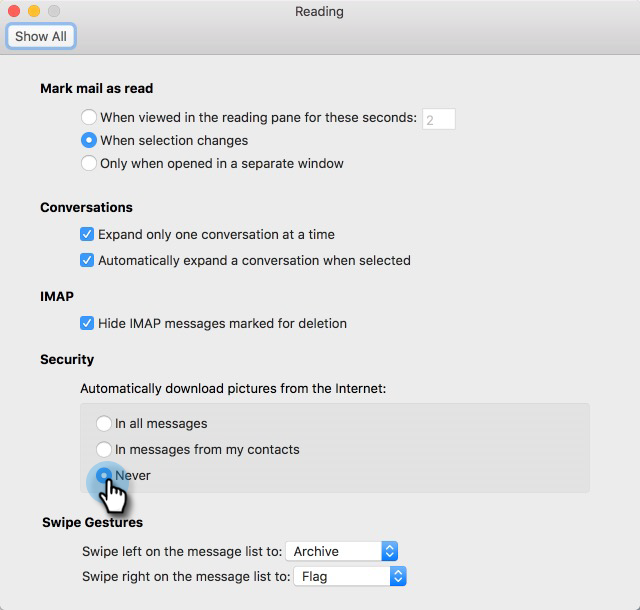 Reading
Show All
Mark mail as read
When viewed in the reading pane for these seconds: 2
When selection changes
Only when opened in a separate window
Conversations
Expand only one conversation at a time
Automatically expand a conversation when selected
IMAP
Hide IMAP messages marked for deletion
Security
Automatically download pictures from the Internet:
In all messages
In messages from my contacts
Never
Swipe Gestures
Swipe left on the message list to: Archive
Swipe right on the message list to: Flag